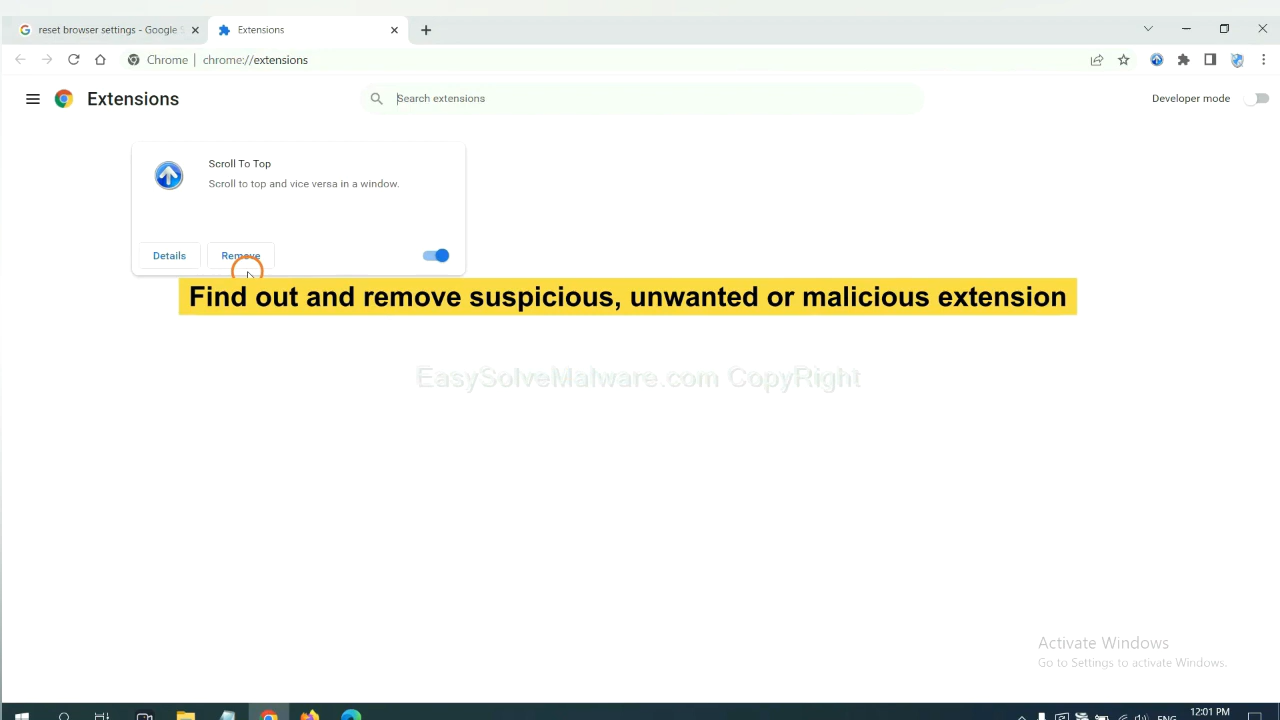 reset browser settings - Google
Extensions
Chrome
chrome://extensions
Extensions
Search extensions
Developer mode
Scroll To Top
Scroll to top and vice versa in a window.
Details
Remove
Find out and remove suspicious, unwanted or malicious extension
EasySolveMalware.com CopyRight
Activate Windows
Go to Settings to activate Windows.
ENG
12:01 PM